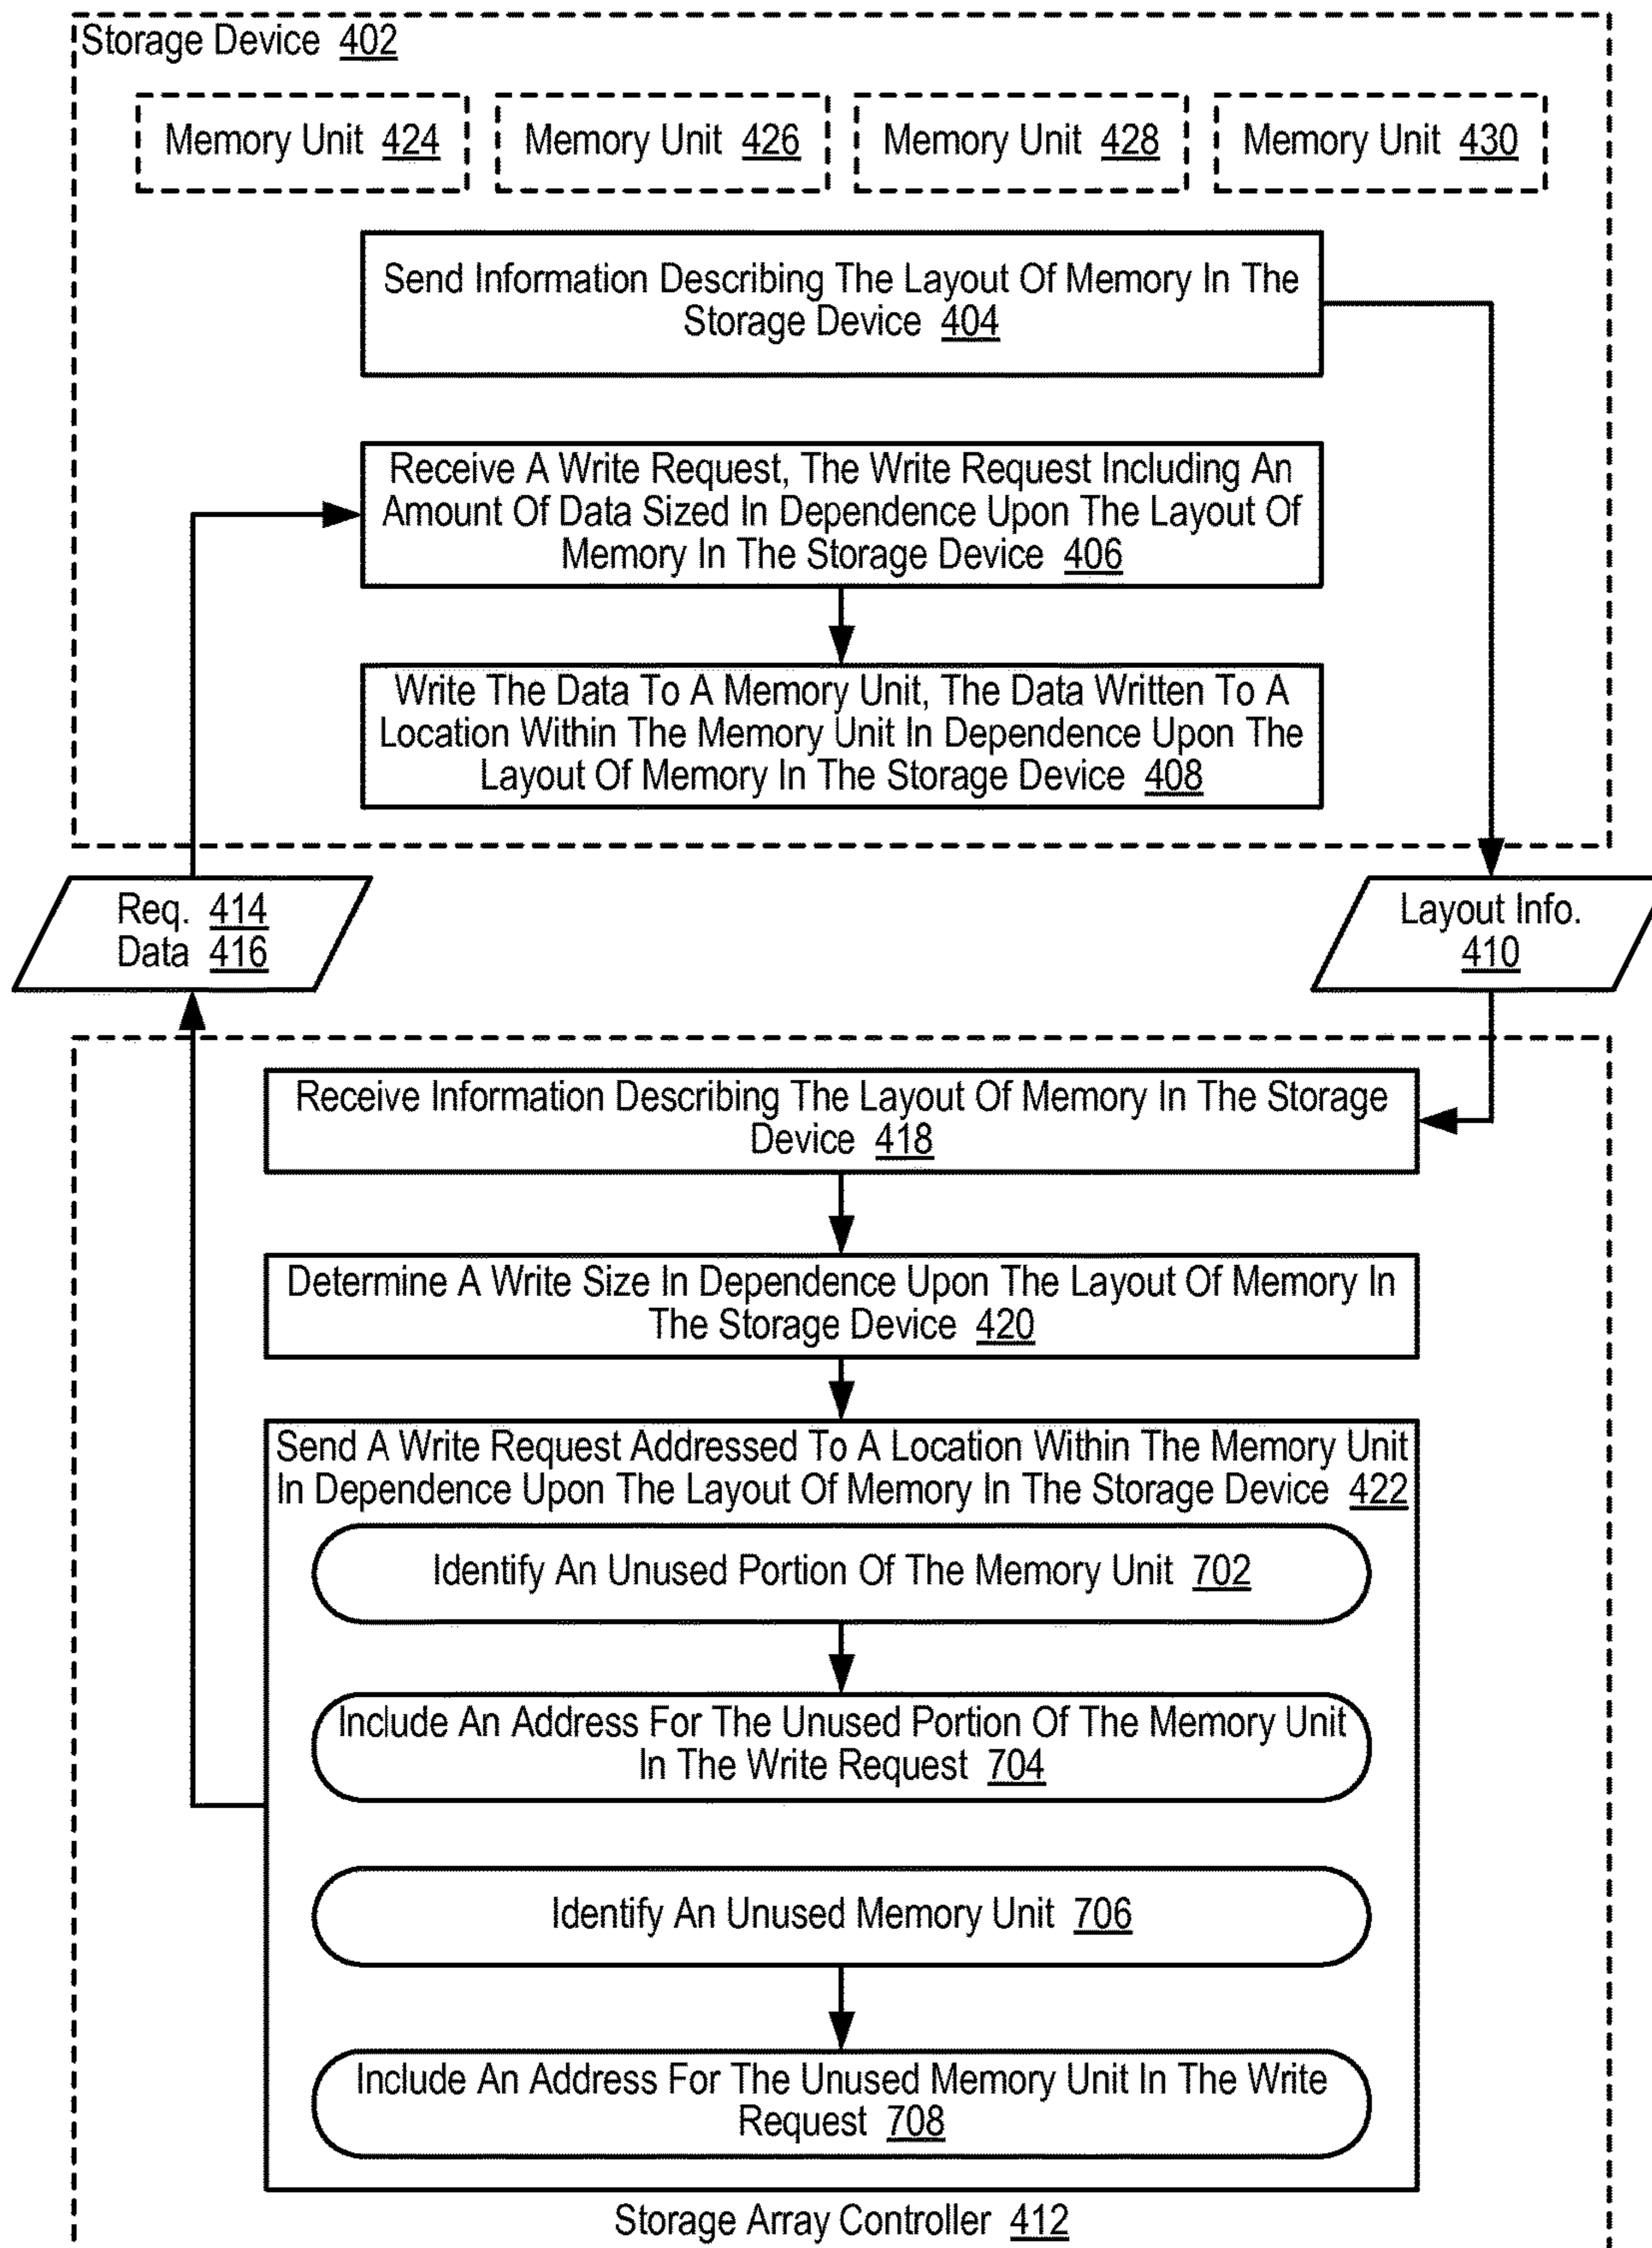 Storage Device 402
Memory Unit 424
Memory Unit 426
Memory Unit 428
Memory Unit 430
Send Information Describing The Layout Of Memory In The
Storage Device 404
Receive A Write Request, The Write Request Including An
Amount Of Data Sized In Dependence Upon The Layout Of
Memory In The Storage Device 406
Write The Data To A Memory Unit, The Data Written To A
Location Within The Memory Unit In Dependence Upon The
Layout Of Memory In The Storage Device 408
Req. 414
Data 416
Layout Info.
410
Receive Information Describing The Layout Of Memory In The Storage
Device 418
Determine A Write Size In Dependence Upon The Layout Of Memory In
The Storage Device 420
Send A Write Request Addressed To A Location Within The Memory Unit
In Dependence Upon The Layout Of Memory In The Storage Device 422
Identify An Unused Portion Of The Memory Unit 702
Include An Address For The Unused Portion Of The Memory Unit
In The Write Request 704
Identify An Unused Memory Unit 706
Include An Address For The Unused Memory Unit In The Write
Request 708
Storage Array Controller 412